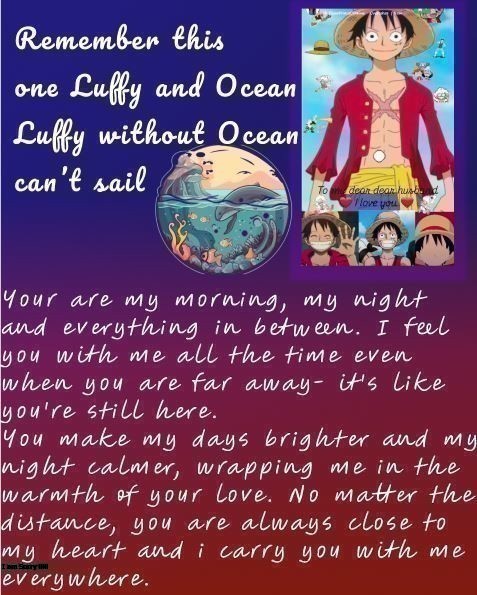 Remember this
one Luffy and Ocean
Luffy without Ocean
can't sail
To my dear dear husband
I love you
Your are my morning, my night
and everything in between. I feel
you with me all the time even
when you are far away- it's like
you're still here.
You make my days brighter and my
night calmer, wrapping me in the
warmth of your love. No matter the
distance, you are always close to
my heart and i carry you with me
everywhere.